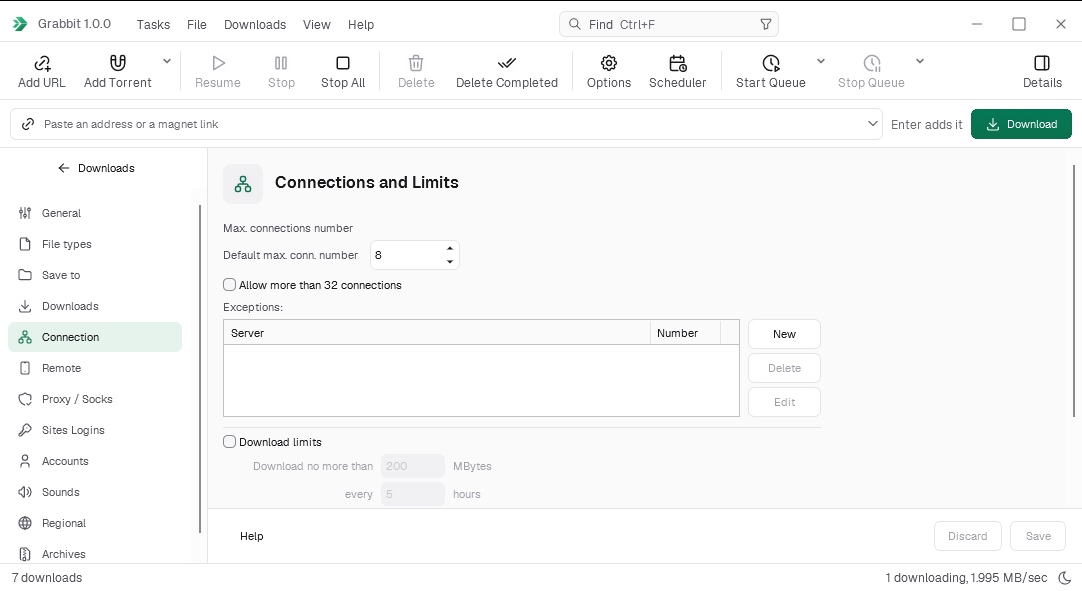 Grabbit 1.0.0 Tasks File Downloads View Help Find Ctrl+F
Add URL Add Torrent Resume Stop Stop All Delete Delete Completed Options Scheduler Start Queue Stop Queue Details
Paste an address or a magnet link Enter adds it Download
Downloads
General
File types
Save to
Downloads
Connection
Remote
Proxy / Socks
Sites Logins
Accounts
Sounds
Regional
Archives
Connections and Limits
Max. connections number
Default max. conn. number 8
Allow more than 32 connections
Exceptions:
Server Number New
Delete
Edit
Download limits
Download no more than 200 MBytes
every 5 hours
Help Discard Save
7 downloads 1 downloading, 1.995 MB/sec